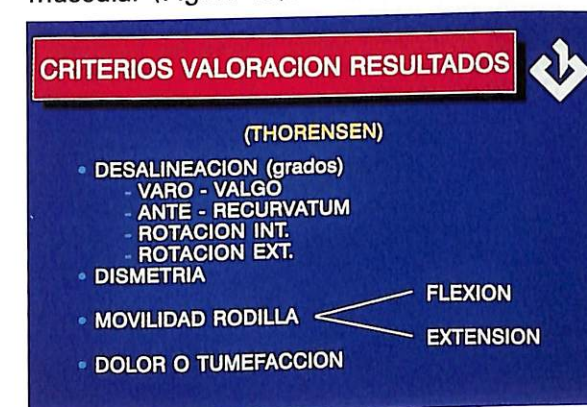 CRITERIOS VALORACION RESULTADOS
(THORENSEN)
• DESALINEACION (grados)
- VARO - VALGO
- ANTE - RECURVATUM
- ROTACION INT.
- ROTACION EXT.
• DISMETRIA
• MOVILIDAD RODILLA
FLEXION
EXTENSION
• DOLOR O TUMEFACCION